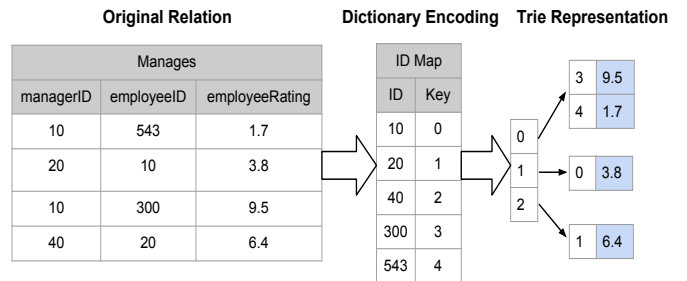 Original Relation
Dictionary Encoding
Trie Representation
Manages
managerID employeeID employeeRating
10 543 1.7
20 10 3.8
10 300 9.5
40 20 6.4
ID Map
ID Key
10 0
20 1
40 2
300 3
543 4
0
1
2
3 9.5
4 1.7
0 3.8
1 6.4